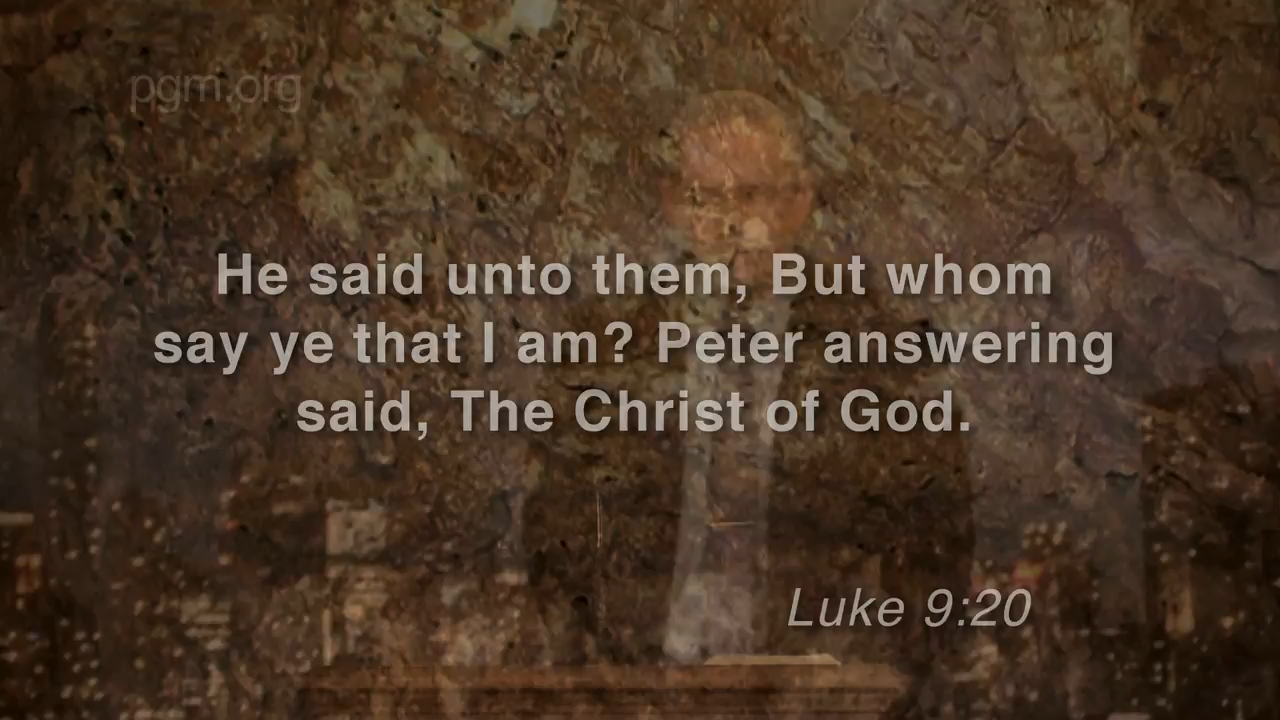 pgm.org
He said unto them, But whom
say ye that I am? Peter answering
said, The Christ of God.
Luke 9:20